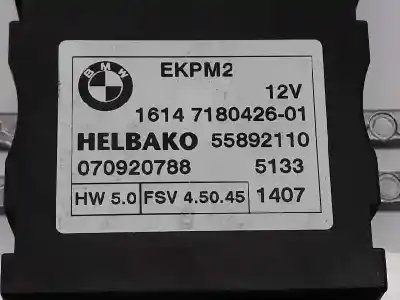 BMW
EKPM2
12V
1614 7180426-01
HELBAKO 55892110
070920788 5133
HW 5.0 FSV 4.50.45 1407